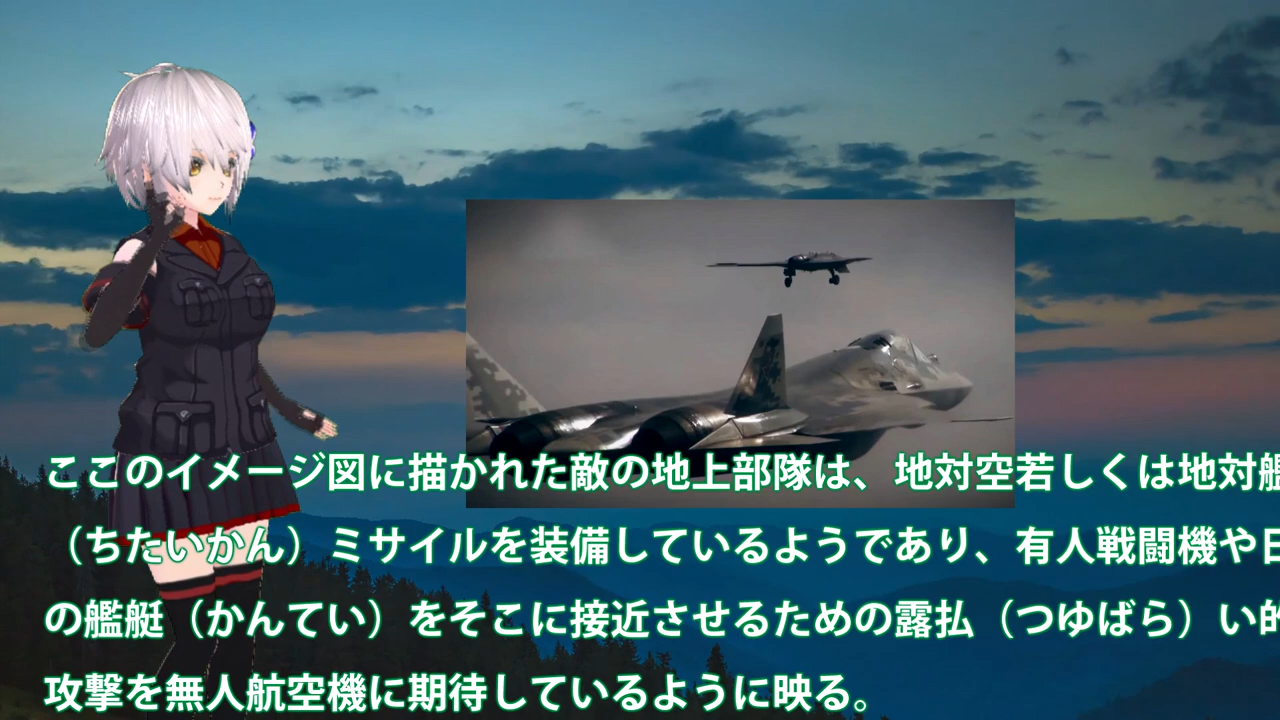 ここのイメージ図に描かれた敵の地上部隊は、地対空若しくは地対艦
（ちたいかん）ミサイルを装備しているようであり、有人戦闘機や日
の艦艇（かんてい）をそこに接近させるための露払（つゆばら）い的
攻撃を無人航空機に期待しているように映る。